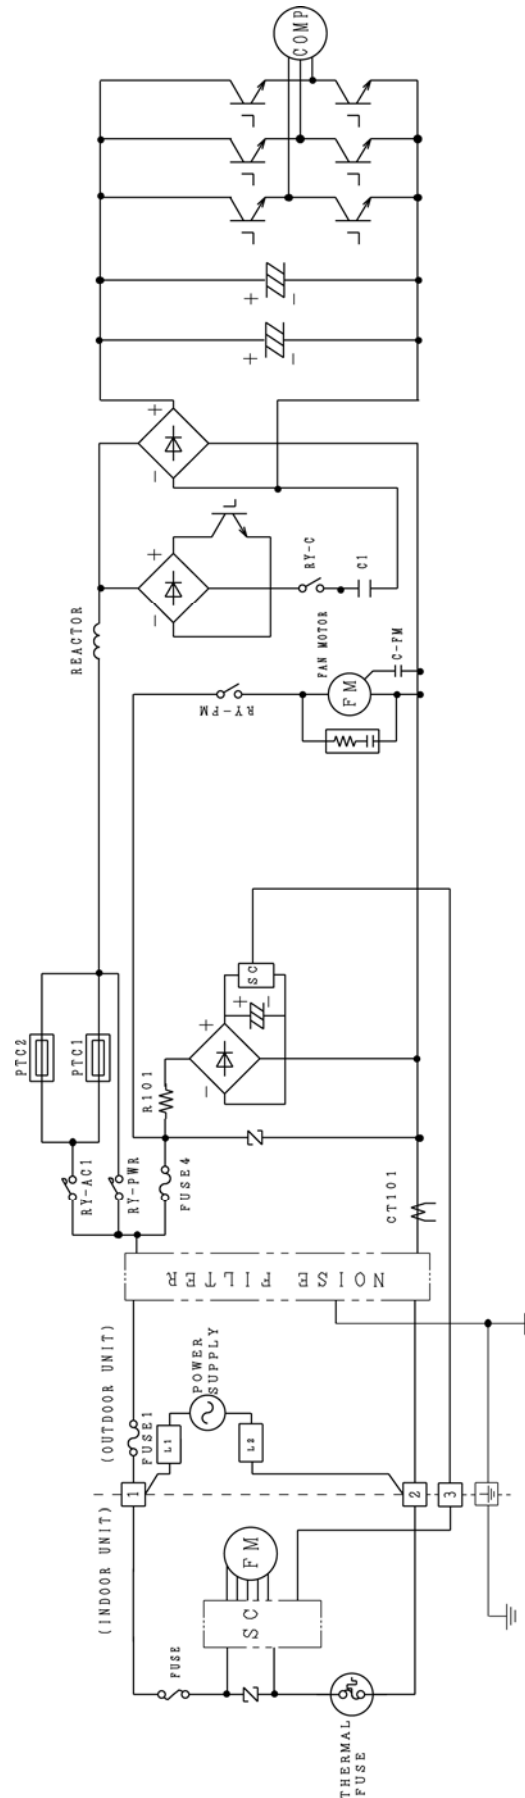 COMP
+
−
+
−
+
−
+
−
RY-C
C1
REACTOR
FAN MOTOR
FM
C-FM
RY-FM
SC
+
−
+
−
PTC2
PTC1
R101
RY-AC1
RY-PWR
FUSE4
CT101
NOISE FILTER
(OUTDOOR UNIT)
FUSE1
POWER
SUPPLY
L1
L2
1
2
3
(INDOOR UNIT)
FM
SC
FUSE
THERMAL
FUSE